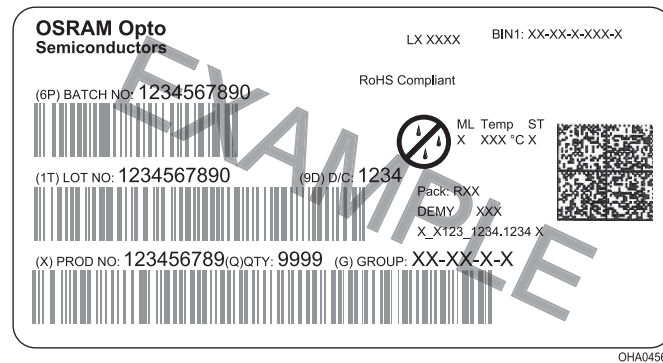 OSRAM Opto
Semiconductors
LX XXXX
BIN1: XX-XX-X-XXX-X
RoHS Compliant
(6P) BATCH NO: 1234567890
ML Temp ST
X XXX °C X
(1T) LOT NO: 1234567890
(9D) D/C: 1234
Pack: RXX
DEMY XXX
X_X123_1234.1234 X
(X) PROD NO: 123456789(Q)QTY: 9999 (G) GROUP: XX-XX-X-X
EXAMPLE